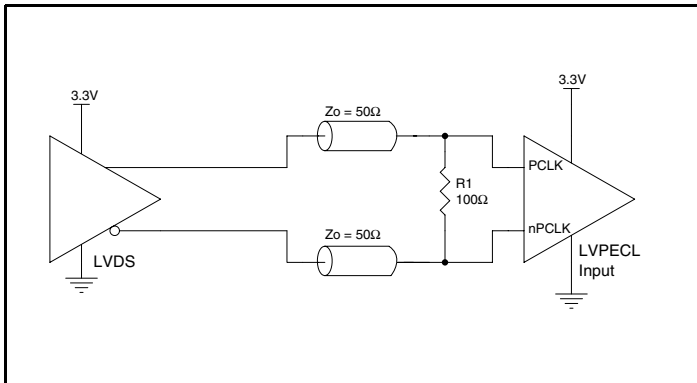 3.3V
LVDS
Zo = 50Ω
Zo = 50Ω
R1
100Ω
3.3V
PCLK
nPCLK
LVPECL
Input